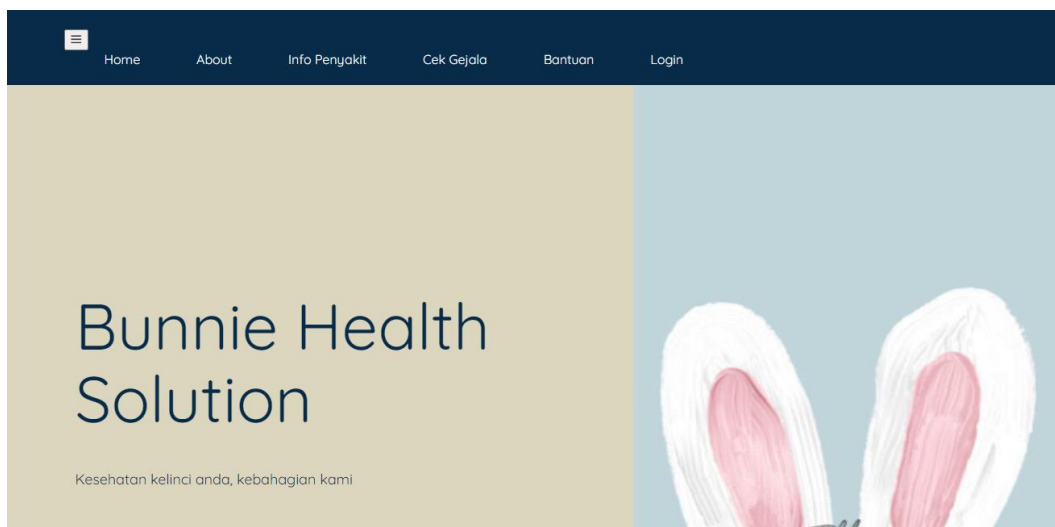 Home About Info Penyakit Cek Gejala Bantuan Login
Bunnie Health
Solution
Kesehatan kelinci anda, kebahagian kami